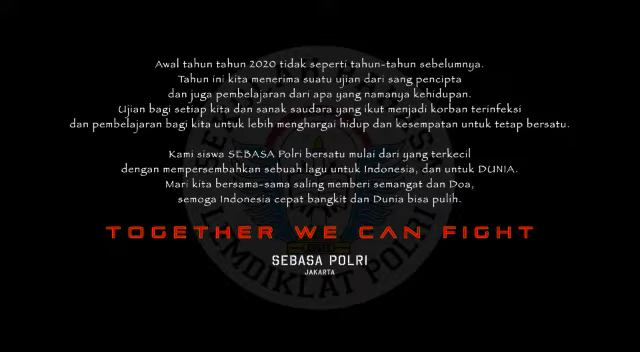 Awal tahun tahun 2020 tidak seperti tahun-tahun sebelumnya.
Tahun ini kita menerima suatu ujian dari sang pencipta
dan juga pembelajaran dari apa yang namanya kehidupan.
Ujian bagi setiap kita dan sanak saudara yang ikut menjadi korban terinfeksi
dan pembelajaran bagi kita untuk lebih menghargai hidup dan kesempatan untuk tetap bersatu.
Kami siswa SEBASA Polri bersatu mulai dari yang terkecil
dengan mempersembahkan sebuah lagu untuk Indonesia, dan untuk DUNIA.
Mari kita bersama-sama saling memberi semangat dan Doa,
semoga Indonesia cepat bangkit dan Dunia bisa pulih.
TOGETHER WE CAN FIGHT
SEBASA POLRI
JAKARTA
LEMDIKLAT POLRI